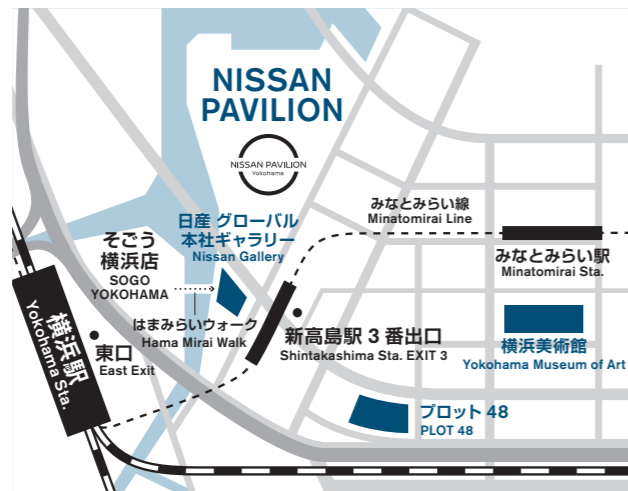 NISSAN
PAVILION
NISSAN PAVILION
Yokohama
みなとみらい線
Minatomirai Line
日産 グローバル
本社ギャラリー
Nissan Gallery
そごう
横浜店
SOGO
YOKOHAMA
みなとみらい駅
Minatomirai Sta.
はまみらいウォーク
Hama Mirai Walk
新高島駅 3 番出口
Shintakashima Sta. EXIT 3
横浜駅
Yokohama Sta.
東口
East Exit
横浜美術館
Yokohama Museum of Art
プロット 48
PLOT 48